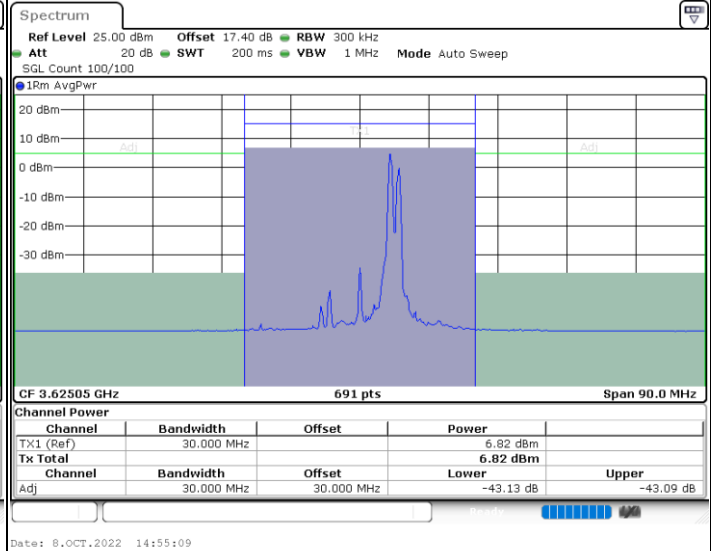 Spectrum
Ref Level 25.00 dBm Offset 17.40 dB RBW 300 kHz
Att 20 dB SWT 200 ms VBW 1 MHz Mode Auto Sweep
SGL Count 100/100
1Rm AvgPwr
20 dBm
TX1
10 dBm
Adj Adj
0 dBm
-10 dBm
-20 dBm
-30 dBm
CF 3.62505 GHz 691 pts Span 90.0 MHz
Channel Power
Channel Bandwidth Offset Power
TX1 (Ref) 30.000 MHz 6.82 dBm
Tx Total 6.82 dBm
Channel Bandwidth Offset Lower Upper
Adj 30.000 MHz 30.000 MHz -43.13 dB -43.09 dB
Ready
Date: 8.OCT.2022 14:55:09